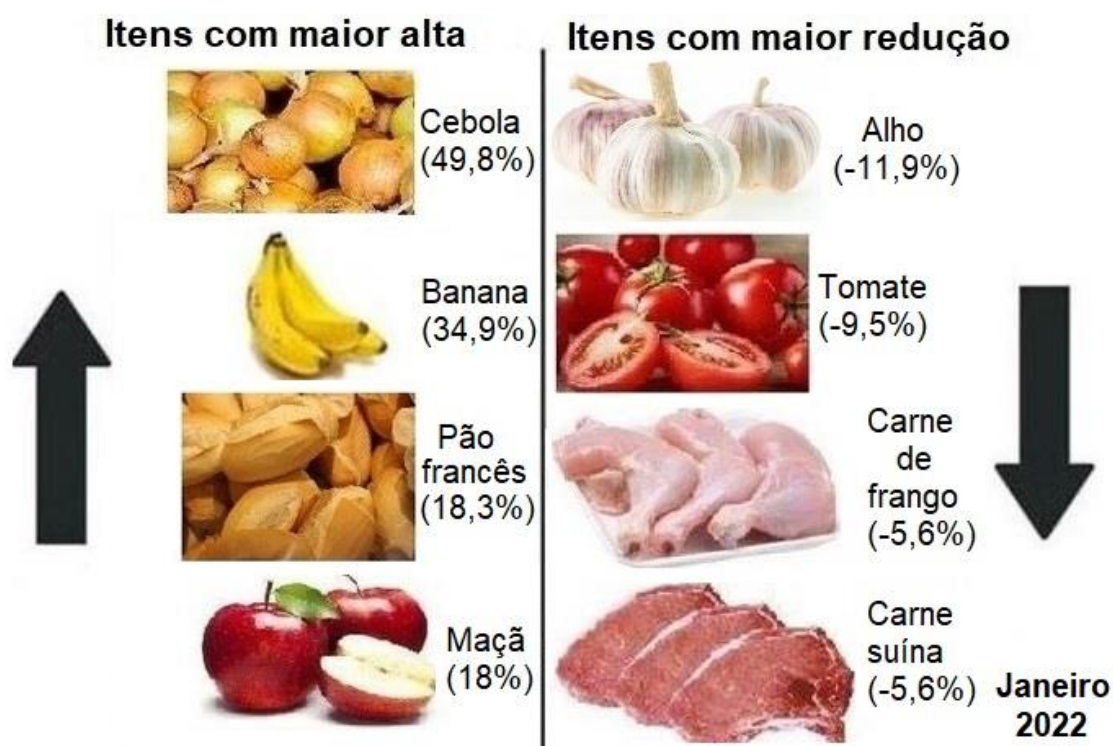 Itens com maior alta
Cebola
(49,8%)
Banana
(34,9%)
Pão
francês
(18,3%)
Maçã
(18%)
Itens com maior redução
Alho
(-11,9%)
Tomate
(-9,5%)
Carne
de
frango
(-5,6%)
Carne
suína
(-5,6%)
Janeiro
2022